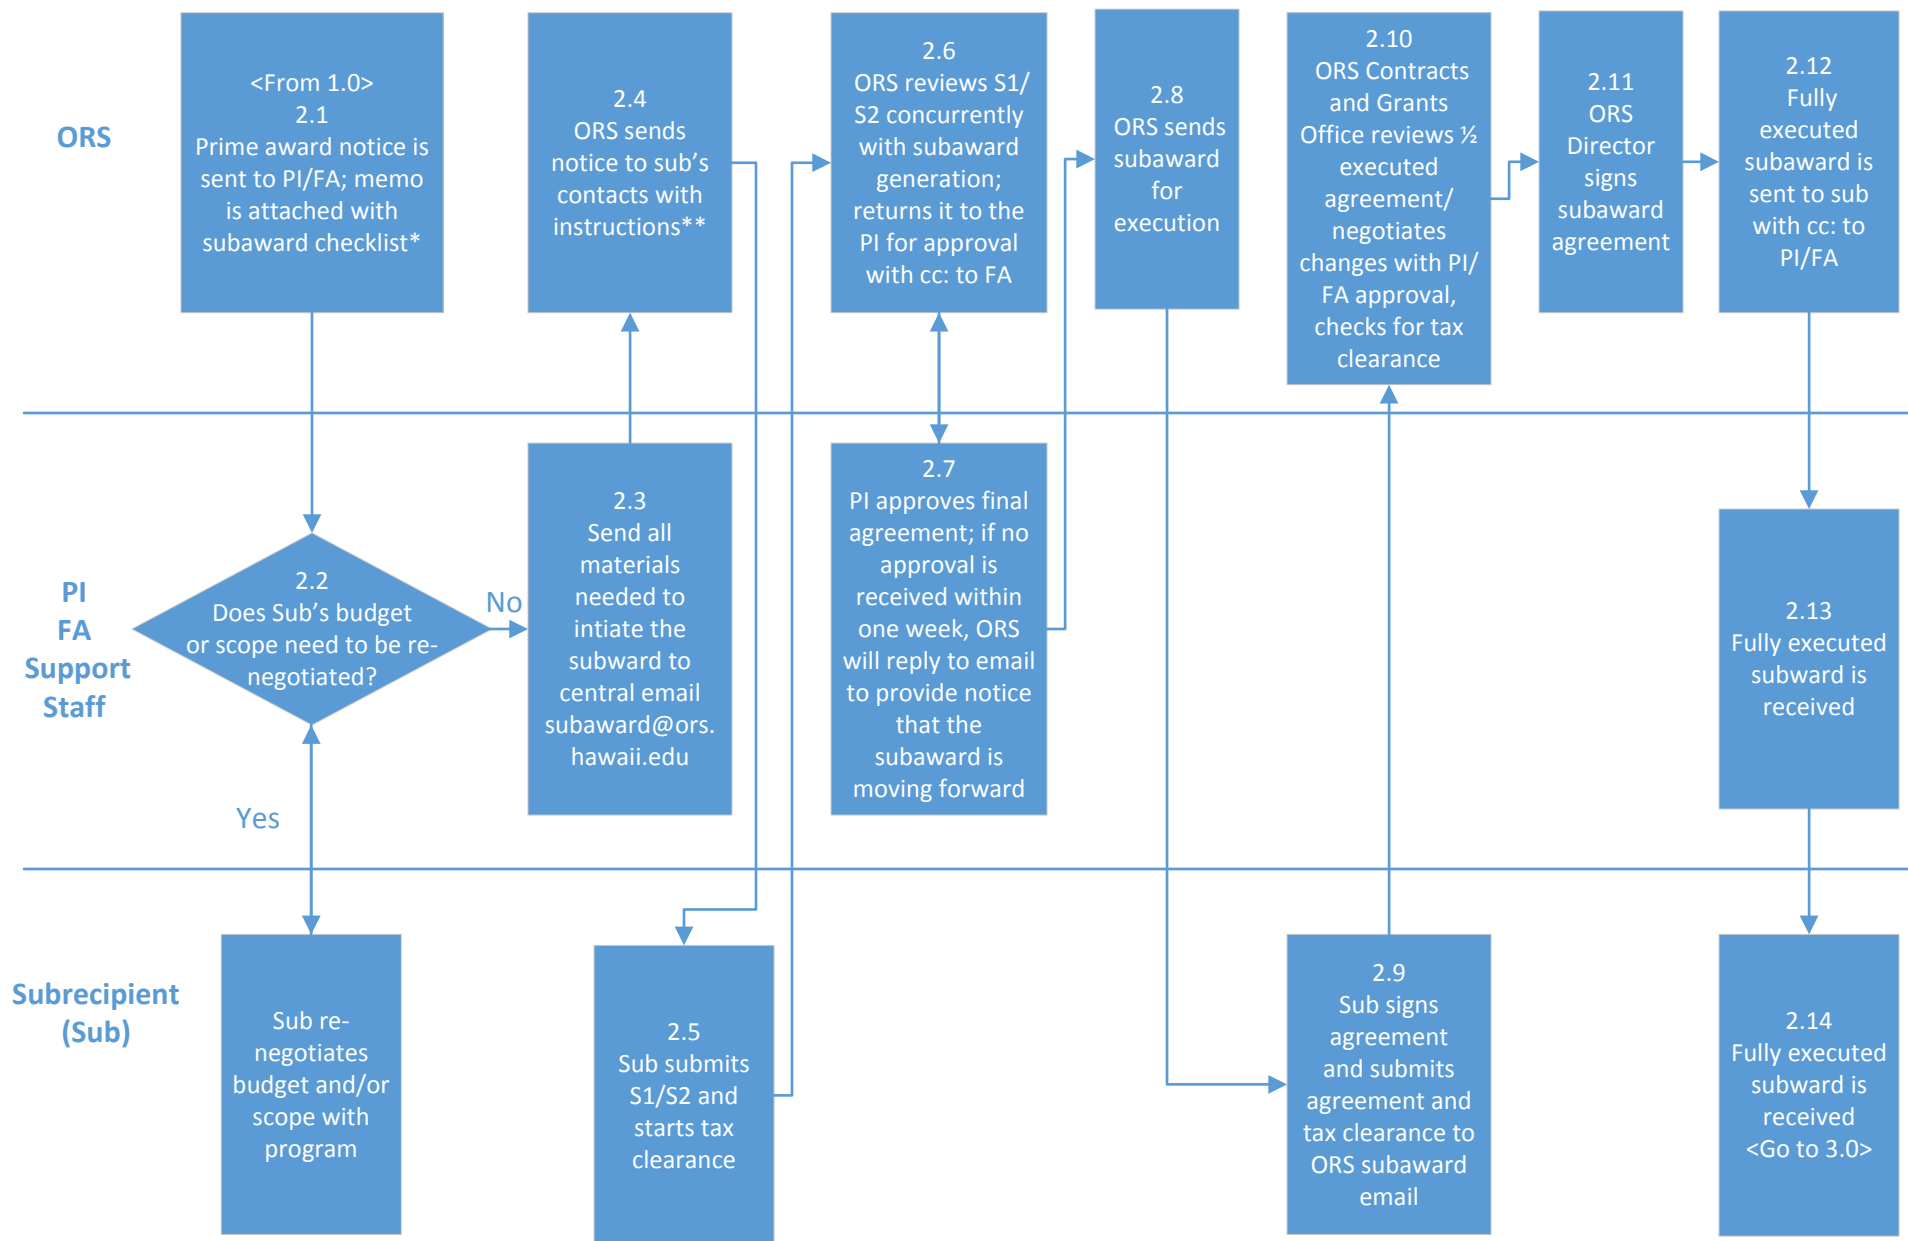 ORS
<From 1.0>
2.1
Prime award notice is
sent to PI/FA; memo
is attached with
subaward checklist*
2.4
ORS sends
notice to sub's
contacts with
instructions**
2.6
ORS reviews S1/
S2 concurrently
with subaward
generation;
returns it to the
PI for approval
with cc: to FA
2.8
ORS sends
subaward
for
execution
2.10
ORS Contracts
and Grants
Office reviews ½
executed
agreement/
negotiates
changes with PI/
FA approval,
checks for tax
clearance
2.11
ORS
Director
signs
subaward
agreement
2.12
Fully
executed
subaward is
sent to sub
with cc: to
PI/FA
PI
FA
Support
Staff
2.2
Does Sub's budget
or scope need to be re-
negotiated?
No
Yes
2.3
Send all
materials
needed to
intiate the
subward to
central email
subaward@ors.
hawaii.edu
2.7
PI approves final
agreement; if no
approval is
received within
one week, ORS
will reply to email
to provide notice
that the
subaward is
moving forward
2.13
Fully executed
subward is
received
Subrecipient
(Sub)
Sub re-
negotiates
budget and/or
scope with
program
2.5
Sub submits
S1/S2 and
starts tax
clearance
2.9
Sub signs
agreement
and submits
agreement and
tax clearance to
ORS subaward
email
2.14
Fully executed
subward is
received
<Go to 3.0>